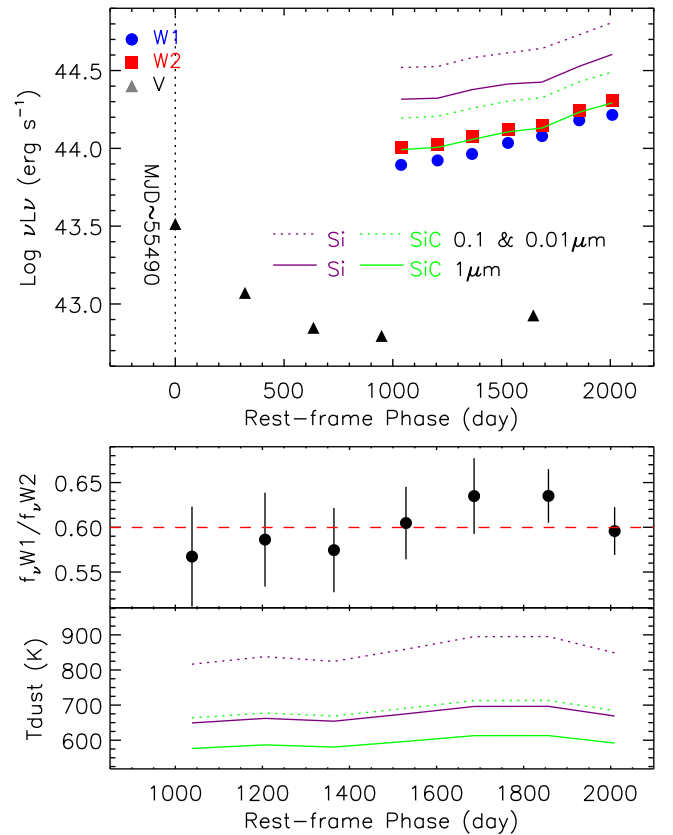 W1
W2
V
44.5
44.0
43.5
43.0
Log νLν (erg s⁻¹)
MJD~55490
Si SiC 0.1 & 0.01μm
Si SiC 1μm
0 500 1000 1500 2000
Rest-frame Phase (day)
0.65
0.60
0.55
fνW1/fνW2
900
800
700
600
Tdust (K)
1000 1200 1400 1600 1800 2000
Rest-frame Phase (day)